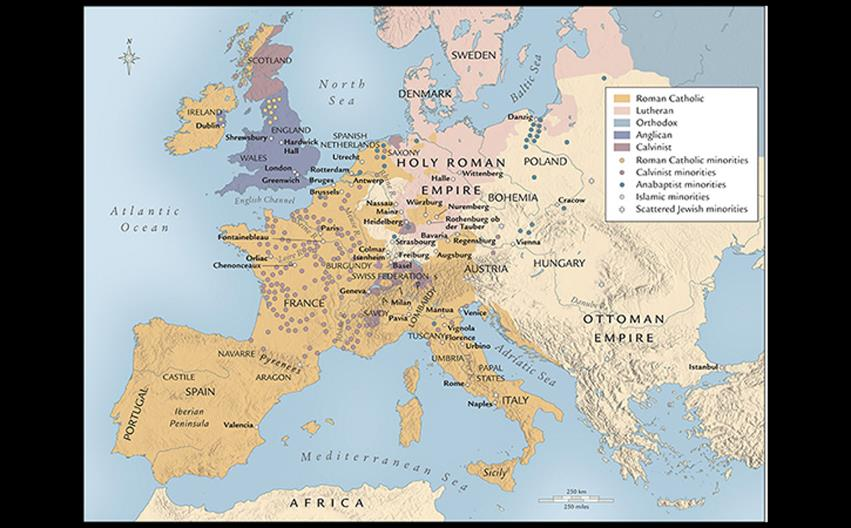 N
SCOTLAND
North
Sea
SWEDEN
DENMARK
Baltic Sea
IRELAND
Dublin
Shrewsbury
ENGLAND
Hardwick
Hall
WALES
London
Greenwich
English Channel
SPANISH
NETHERLANDS
Utrecht
Rotterdam
Bruges
Antwerp
Brussels
SAXONY
HOLY ROMAN
EMPIRE
Halle
Wittenberg
Danzig
POLAND
BOHEMIA
Cracow
Atlantic
Ocean
Nassau
Mainz
Heidelberg
Würzburg
Nuremberg
Rothenburg ob
der Tauber
Bavaria
Regensburg
Strasbourg
Freiburg
Augsburg
Vienna
Colmar
Isenheim
Basel
Paris
Fontainebleau
Orliac
Chenonceaux
Loire
BURGUNDY
SWISS FEDERATION
AUSTRIA
HUNGARY
Geneva
FRANCE
SAVOY
Milan
Pavia
LOMBARDY
Mantua
Venice
Vignola
TUSCANY
Florence
Urbino
UMBRIA
Adriatic Sea
PAPAL
STATES
Rome
ITALY
Naples
Sicily
Danube
OTTOMAN
EMPIRE
Istanbul
NAVARRE
Pyrenees
CASTILE
ARAGON
SPAIN
PORTUGAL
Iberian
Peninsula
Valencia
Mediterranean Sea
AFRICA
250 km
250 miles
Roman Catholic
Lutheran
Orthodox
Anglican
Calvinist
Roman Catholic minorities
Calvinist minorities
Anabaptist minorities
Islamic minorities
Scattered Jewish minorities